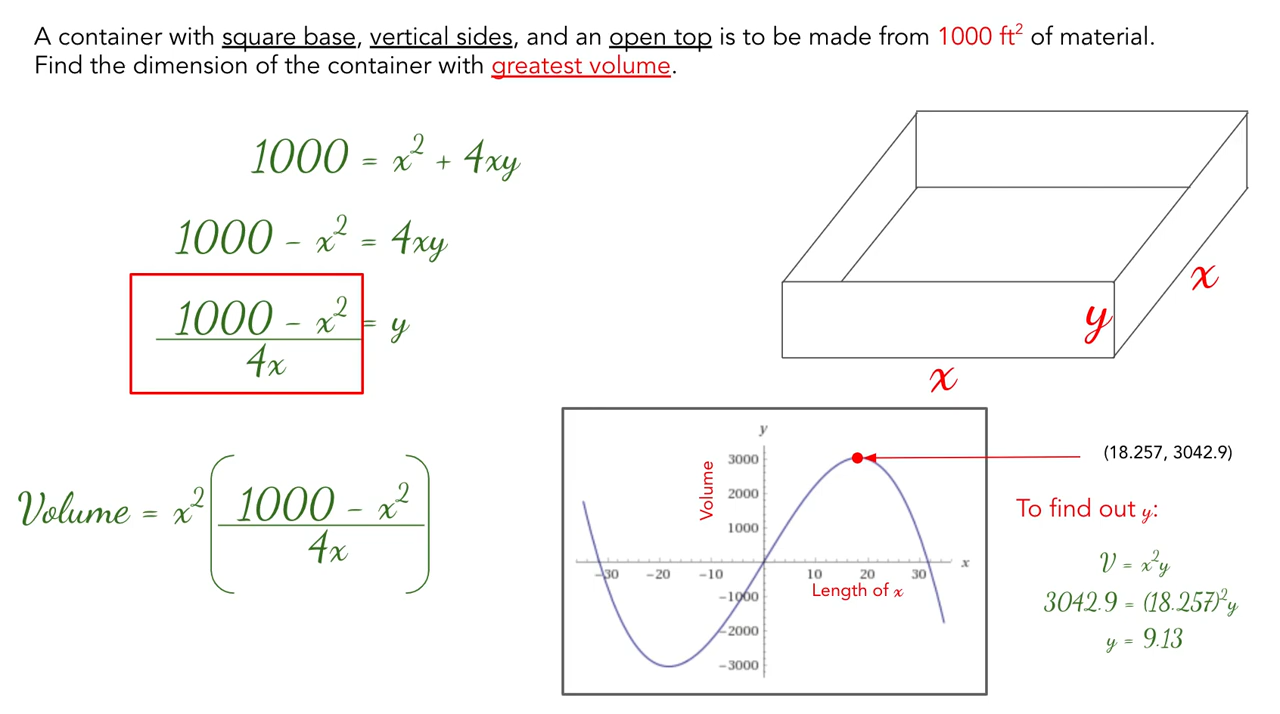 A container with square base, vertical sides, and an open top is to be made from 1000 ft² of material.
Find the dimension of the container with greatest volume.
1000 = x² + 4xy
1000 - x² = 4xy
1000 - x² = y
4x
x
y
x
Volume = x² ( 1000 - x² )
4x
y
Volume
3000
2000
1000
-30 -20 -10 10 20 30 x
Length of x
-1000
-2000
-3000
(18.257, 3042.9)
To find out y:
V = x²y
3042.9 = (18.257)²y
y = 9.13